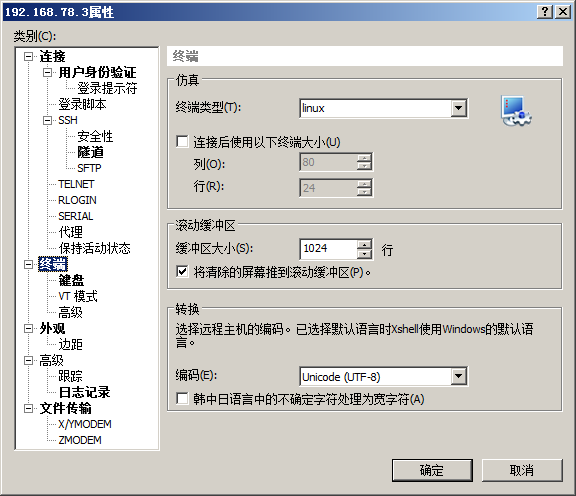 192.168.78.3属性
类别(C):
连接
用户身份验证
登录提示符
登录脚本
SSH
安全性
隧道
SFTP
TELNET
RLOGIN
SERIAL
代理
保持活动状态
终端
键盘
VT 模式
高级
外观
边距
高级
跟踪
日志记录
文件传输
X/YMODEM
ZMODEM
终端
仿真
终端类型(T):
linux
连接后使用以下终端大小(U)
列(O):
80
行(R):
24
滚动缓冲区
缓冲区大小(S):
1024
行
将清除的屏幕推到滚动缓冲区(P)。
转换
选择远程主机的编码。已选择默认语言时Xshell使用Windows的默认语
言。
编码(E):
Unicode (UTF-8)
韩中日语言中的不确定字符处理为宽字符(A)
确定
取消